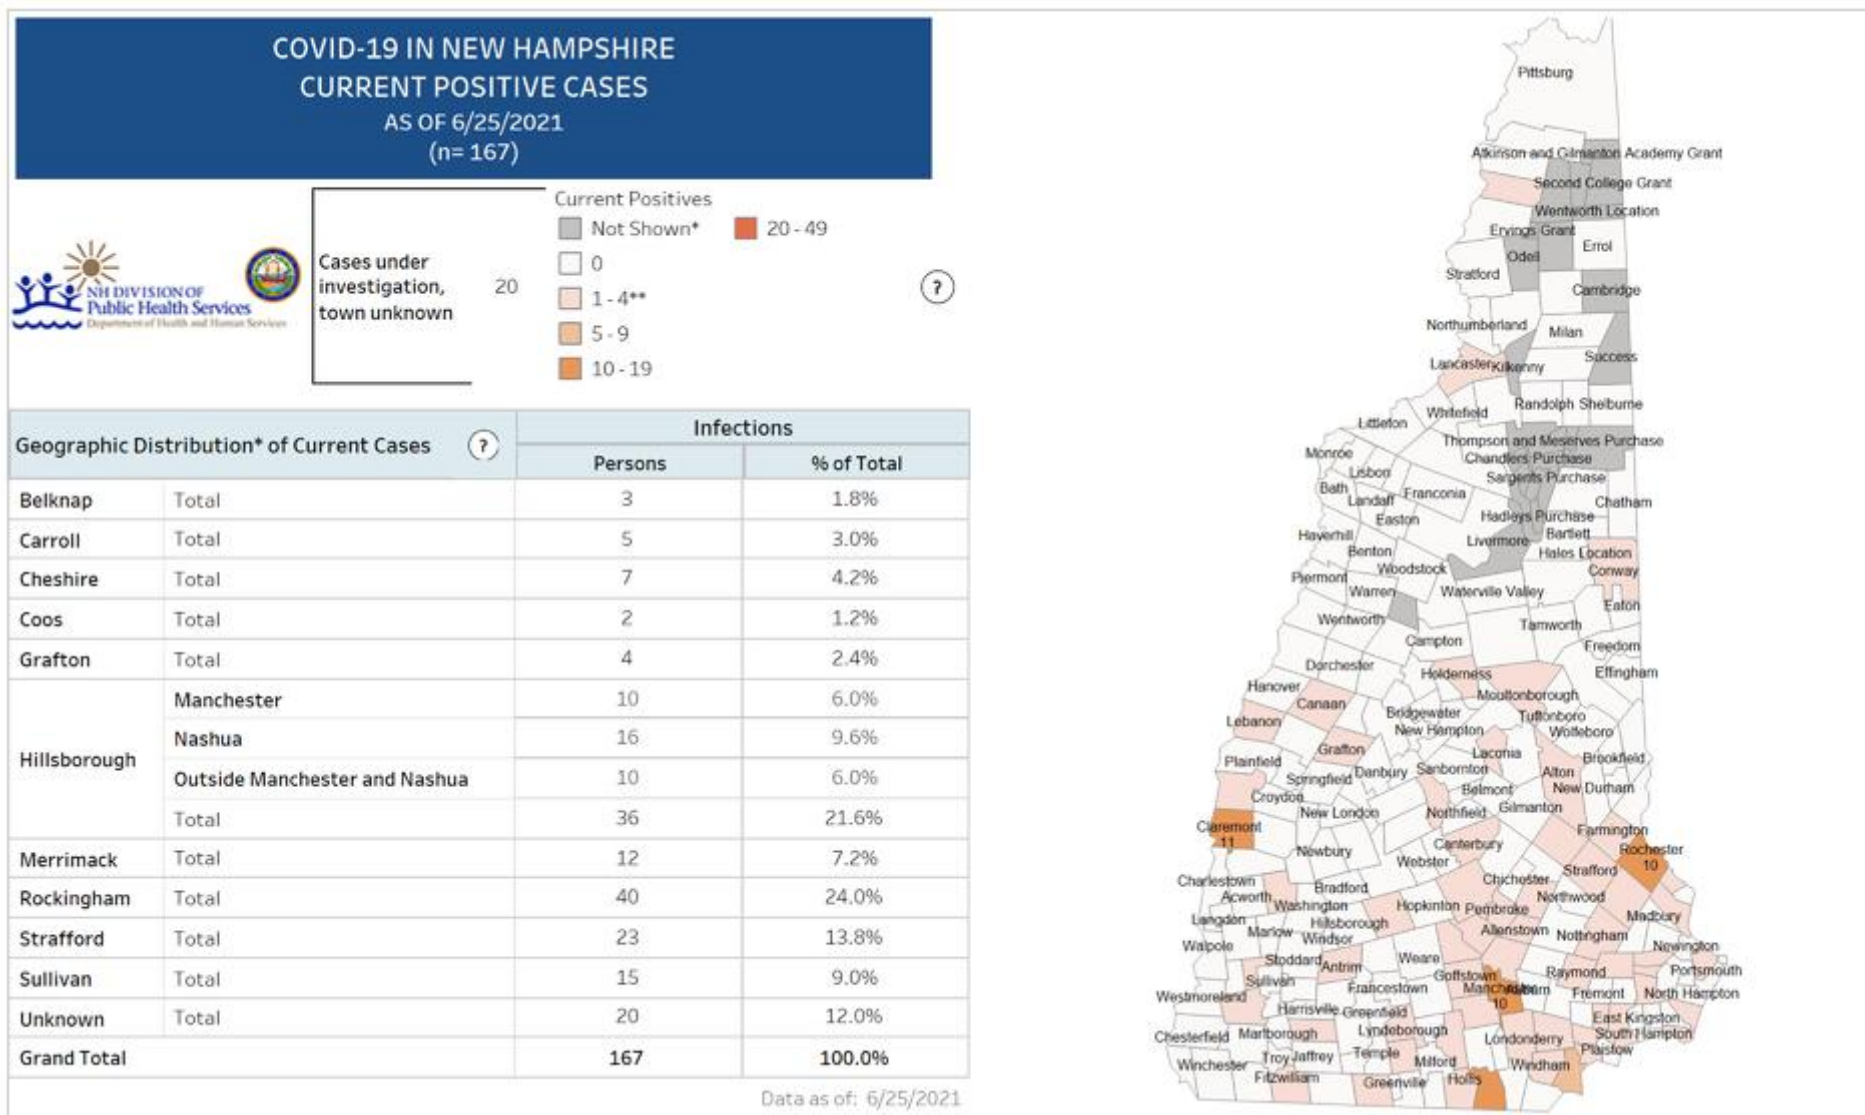 COVID-19 IN NEW HAMPSHIRE
CURRENT POSITIVE CASES
AS OF 6/25/2021
(n= 167)
NH DIVISION OF
Public Health Services
Department of Health and Human Services
Cases under
investigation,
town unknown
20
Current Positives
Not Shown*
20 - 49
0
1 - 4**
5 - 9
10 - 19
?
Geographic Distribution* of Current Cases ? Infections
Persons % of Total
Belknap Total 3 1.8%
Carroll Total 5 3.0%
Cheshire Total 7 4.2%
Coos Total 2 1.2%
Grafton Total 4 2.4%
Hillsborough
Manchester 10 6.0%
Nashua 16 9.6%
Outside Manchester and Nashua 10 6.0%
Total 36 21.6%
Merrimack Total 12 7.2%
Rockingham Total 40 24.0%
Strafford Total 23 13.8%
Sullivan Total 15 9.0%
Unknown Total 20 12.0%
Grand Total 167 100.0%
Data as of: 6/25/2021
Pittsburg
Atkinson and Gilmanton Academy Grant
Second College Grant
Wentworth Location
Ervings Grant
Errol
Odell
Stratford
Cambridge
Northumberland
Milan
Success
Lancaster
Kilkenny
Randolph Shelburne
Whitefield
Littleton
Thompson and Meserves Purchase
Monroe
Chandlers Purchase
Lisbon
Sargents Purchase
Bath
Franconia
Landaff
Chatham
Easton
Hadleys Purchase
Haverhill
Bartlett
Livermore
Benton
Hales Location
Woodstock
Conway
Piermont
Warren
Waterville Valley
Eaton
Wentworth
Tamworth
Campton
Freedom
Dorchester
Holderness
Effingham
Hanover
Moultonborough
Canaan
Bridgewater
Tuftonboro
Lebanon
New Hampton
Wolfeboro
Grafton
Laconia
Plainfield
Brookfield
Springfield
Danbury
Sanbornton
Alton
Croydon
Belmont
New Durham
New London
Northfield
Gilmanton
Claremont
11
Farmington
Canterbury
Rochester
10
Newbury
Webster
Strafford
Charlestown
Chichester
Bradford
Acworth
Northwood
Washington
Hopkinton
Pembroke
Madbury
Langdon
Hillsborough
Marlow
Windsor
Allenstown
Nottingham
Walpole
Newington
Stoddard
Antrim
Weare
Goffstown
Raymond
Portsmouth
Sullivan
Francestown
Manchester
10
Fremont
North Hampton
Westmoreland
Harrisville
Greenfield
East Kingston
Chesterfield
Marlborough
Lyndeborough
Londonderry
South Hampton
Plaistow
Winchester
Troy
Jaffrey
Temple
Milford
Windham
Fitzwilliam
Greenville
Hollis